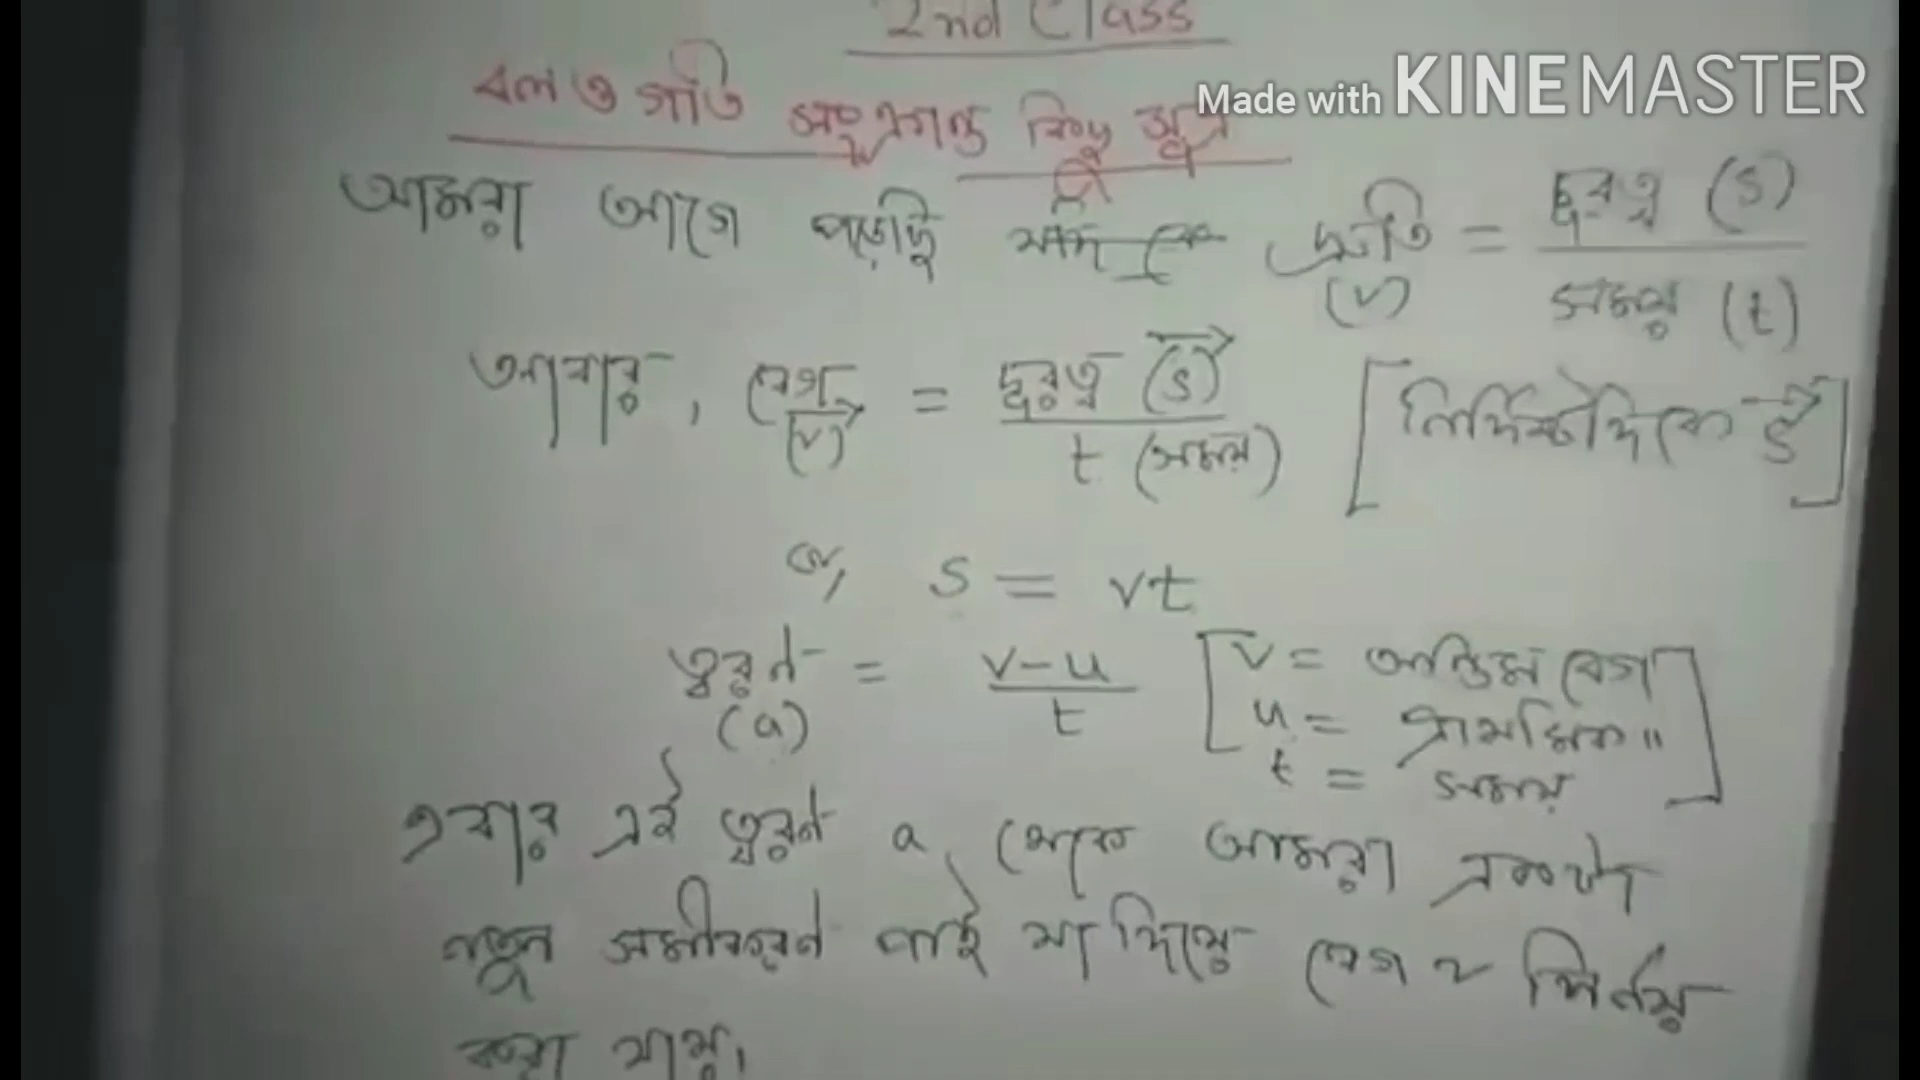 2nd Class
Made with KINEMASTER
বল ও গতি সংক্রান্ত কিছু সূত্র
আমরা আগে পড়েছি দ্রুতি (v) = দূরত্ব (s) / সময় (t)
আবার, বেগ (v⃗) = দূরত্ব (s⃗) / t (সময়) [নির্দিষ্টদিকে s⃗]
বা, s = vt
ত্বরণ (a) = v-u / t [v = অন্তিম বেগ
u = প্রাথমিক "
t = সময়]
এবার এই ত্বরণ a থেকে আমরা একটা
নতুন সমীকরণ পাই যা দিয়ে বেগ v নির্ণয়
করা যায়।